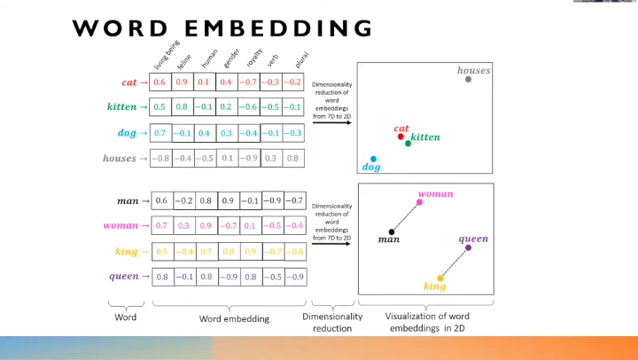 WORD EMBEDDING
living being feline human gender royalty verb plural
cat → 0.6 0.9 0.1 0.4 −0.7 −0.3 −0.2
kitten → 0.5 0.8 −0.1 0.2 −0.6 −0.5 −0.1
dog → 0.7 −0.1 0.4 0.3 −0.4 −0.1 −0.3
houses → −0.8 −0.4 −0.5 0.1 −0.9 0.3 0.8
Dimensionality
reduction of
word
embeddings
from 7D to 2D
houses
cat
kitten
dog
man → 0.6 −0.2 0.8 0.9 −0.1 −0.9 −0.7
woman → 0.7 0.3 0.9 −0.7 0.1 −0.5 −0.4
king → 0.5 −0.4 0.7 0.8 0.9 −0.7 −0.6
queen → 0.8 −0.1 0.8 −0.9 0.8 −0.5 −0.9
Dimensionality
reduction of
word
embeddings
from 7D to 2D
woman
man
queen
king
Word
Word embedding
Dimensionality
reduction
Visualization of word
embeddings in 2D